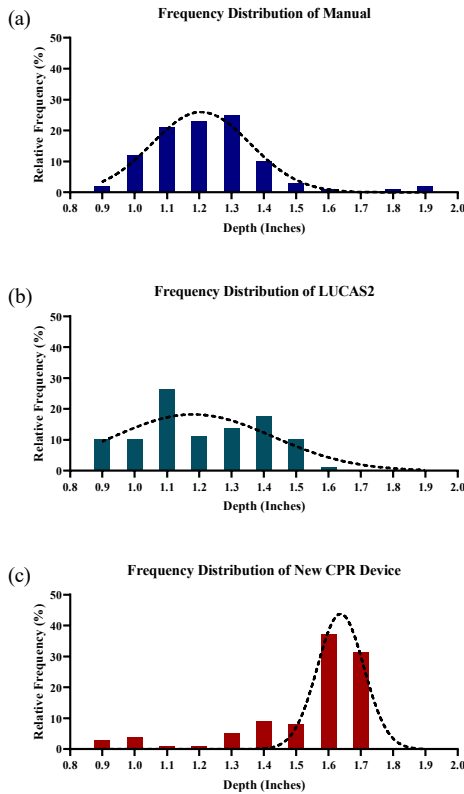 (a)
Frequency Distribution of Manual
Relative Frequency (%)
50
40
30
20
10
0
0.8 0.9 1.0 1.1 1.2 1.3 1.4 1.5 1.6 1.7 1.8 1.9 2.0
Depth (Inches)
(b)
Frequency Distribution of LUCAS2
Relative Frequency (%)
50
40
30
20
10
0
0.8 0.9 1.0 1.1 1.2 1.3 1.4 1.5 1.6 1.7 1.8 1.9 2.0
Depth (Inches)
(c)
Frequency Distribution of New CPR Device
Relative Frequency (%)
50
40
30
20
10
0
0.8 0.9 1.0 1.1 1.2 1.3 1.4 1.5 1.6 1.7 1.8 1.9 2.0
Depth (Inches)